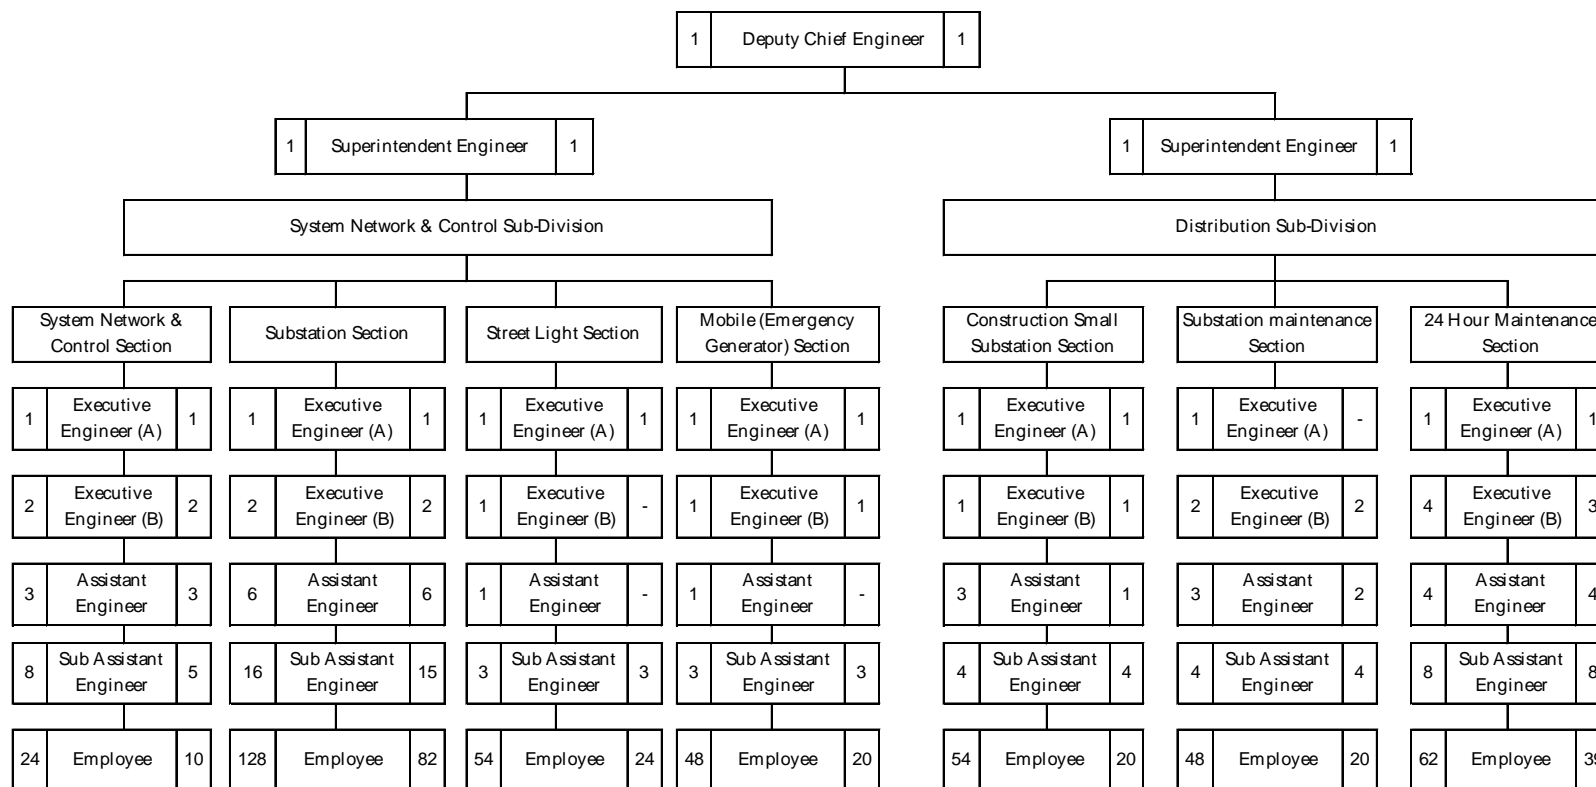 1 Deputy Chief Engineer 1
1 Superintendent Engineer 1
1 Superintendent Engineer 1
System Network & Control Sub-Division
Distribution Sub-Division
System Network &
Control Section
Substation Section
Street Light Section
Mobile (Emergency
Generator) Section
Construction Small
Substation Section
Substation maintenance
Section
24 Hour Maintenance
Section
1 Executive
Engineer (A) 1
1 Executive
Engineer (A) 1
1 Executive
Engineer (A) 1
1 Executive
Engineer (A) 1
1 Executive
Engineer (A) 1
1 Executive
Engineer (A) -
1 Executive
Engineer (A) 1
2 Executive
Engineer (B) 2
2 Executive
Engineer (B) 2
1 Executive
Engineer (B) -
1 Executive
Engineer (B) 1
1 Executive
Engineer (B) 1
2 Executive
Engineer (B) 2
4 Executive
Engineer (B) 3
3 Assistant
Engineer 3
6 Assistant
Engineer 6
1 Assistant
Engineer -
1 Assistant
Engineer -
3 Assistant
Engineer 1
3 Assistant
Engineer 2
4 Assistant
Engineer 4
8 Sub Assistant
Engineer 5
16 Sub Assistant
Engineer 15
3 Sub Assistant
Engineer 3
3 Sub Assistant
Engineer 3
4 Sub Assistant
Engineer 4
4 Sub Assistant
Engineer 4
8 Sub Assistant
Engineer 8
24 Employee 10
128 Employee 82
54 Employee 24
48 Employee 20
54 Employee 20
48 Employee 20
62 Employee 39